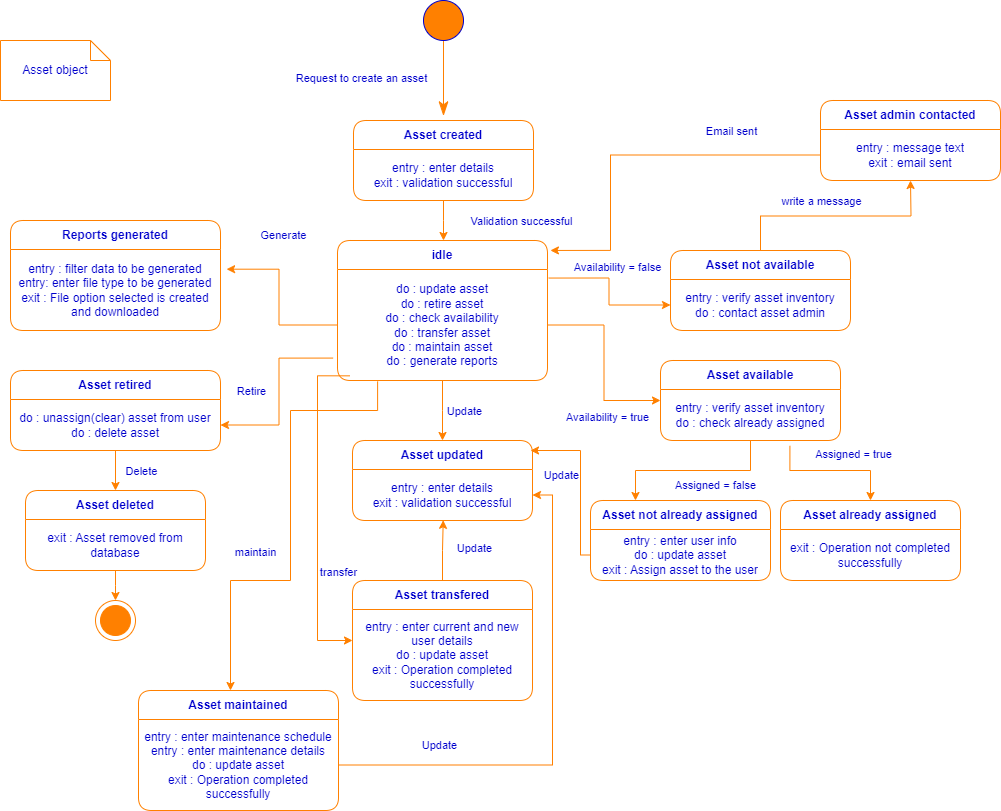 Asset object
Request to create an asset
Asset created
entry : enter details
exit : validation successful
Validation successful
Asset admin contacted
entry : message text
exit : email sent
Email sent
write a message
Reports generated
entry : filter data to be generated
entry: enter file type to be generated
exit : File option selected is created
and downloaded
Generate
idle
do : update asset
do : retire asset
do : check availability
do : transfer asset
do : maintain asset
do : generate reports
Availability = false
Asset not available
entry : verify asset inventory
do : contact asset admin
Asset retired
do : unassign(clear) asset from user
do : delete asset
Retire
Update
Availability = true
Asset available
entry : verify asset inventory
do : check already assigned
Delete
Asset deleted
exit : Asset removed from
database
Asset updated
entry : enter details
exit : validation successful
Update
Assigned = false
Assigned = true
Asset not already assigned
entry : enter user info
do : update asset
exit : Assign asset to the user
Asset already assigned
exit : Operation not completed
successfully
maintain
transfer
Update
Asset transfered
entry : enter current and new
user details
do : update asset
exit : Operation completed
successfully
Asset maintained
entry : enter maintenance schedule
entry : enter maintenance details
do : update asset
exit : Operation completed
successfully
Update